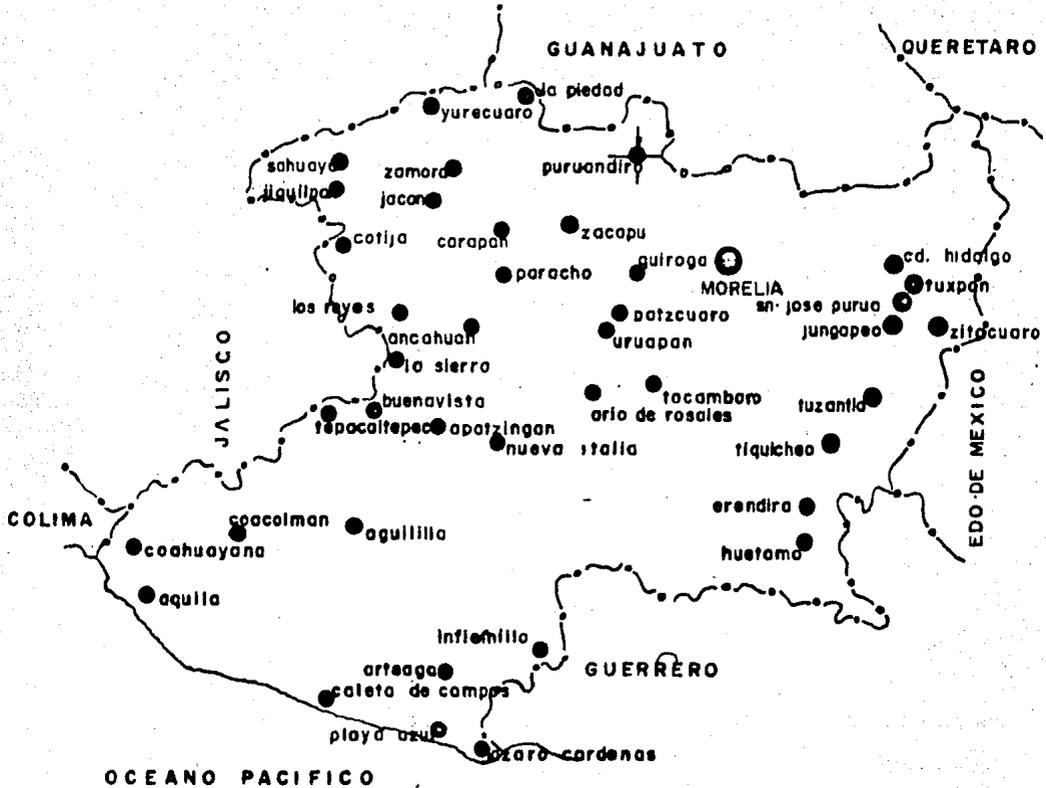 GUANAJUATO
QUERETARO
la piedad
yurecuaro
sahuayo
zamora
puruandiro
jiquilpa
jacona
cotija
carapan
zacapu
quiroga
cd. hidalgo
paracho
MORELIA
tuxpan
sn. jose purua
los reyes
patzcuaro
jungapeo
zitacuaro
ancahuan
uruapan
JALISCO
la sierra
buenavista
tacambaro
tuzantla
ario de rosales
tepacaltepec
apatzingan
nueva italia
tiquicheo
EDO. DE MEXICO
erendira
COLIMA
coacolman
aguililla
coahuayana
huetamo
aquila
infiernillo
arteaga
GUERRERO
caleta de campos
playa azul
lazaro cardenas
OCEANO PACIFICO